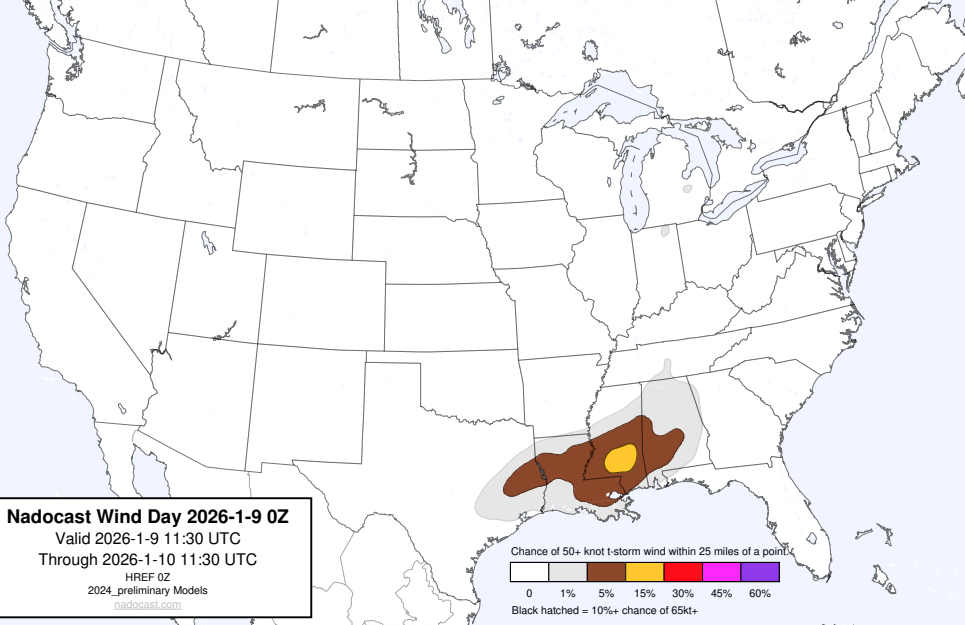 Nadocast Wind Day 2026-1-9 0Z
Valid 2026-1-9 11:30 UTC
Through 2026-1-10 11:30 UTC
HREF 0Z
2024_preliminary Models
nadocast.com
Chance of 50+ knot t-storm wind within 25 miles of a point.
0 1% 5% 15% 30% 45% 60%
Black hatched = 10%+ chance of 65kt+